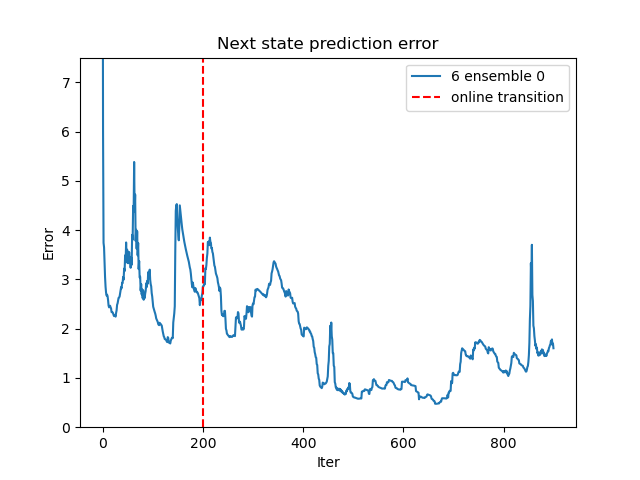 Next state prediction error
6 ensemble 0
online transition
Error
7
6
5
4
3
2
1
0
0 200 400 600 800
Iter